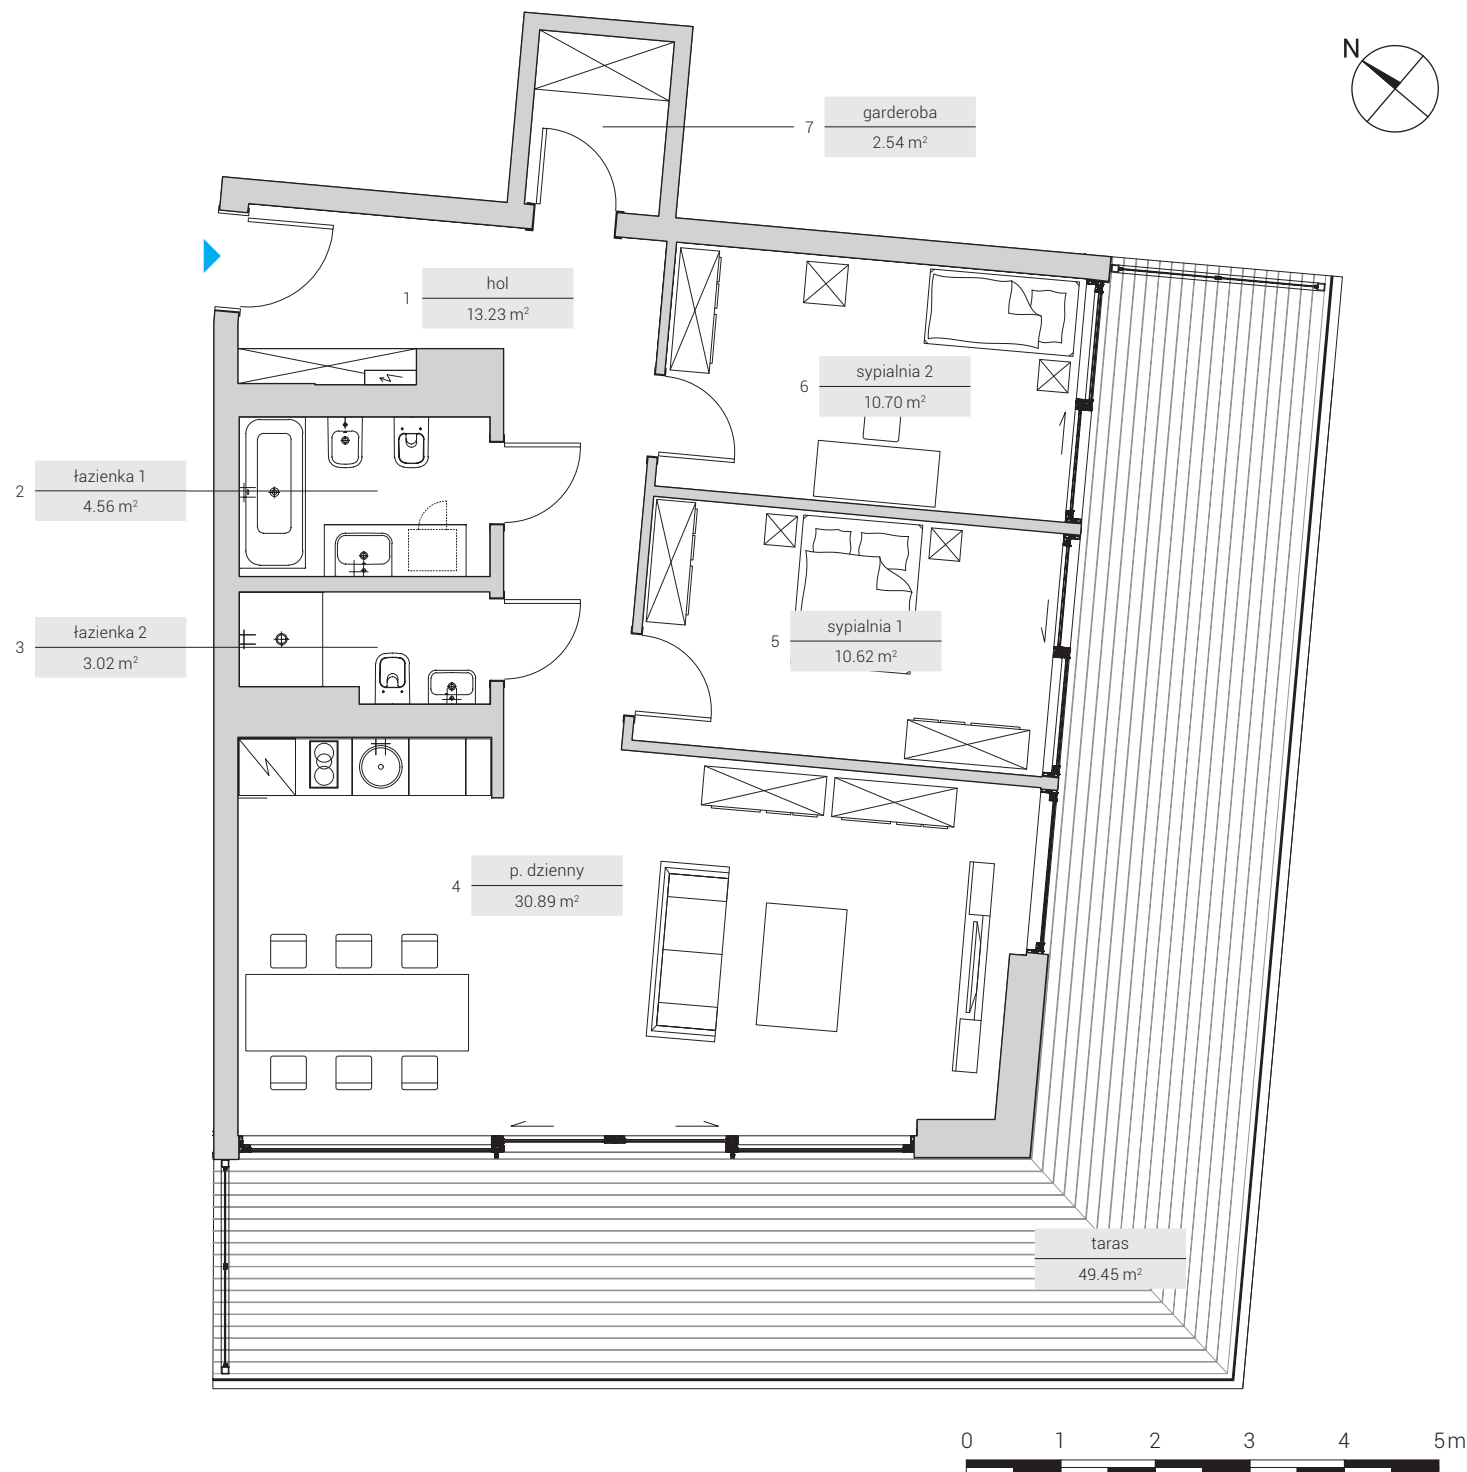 N
7
garderoba
2.54 m²
1
hol
13.23 m²
6
sypialnia 2
10.70 m²
2
łazienka 1
4.56 m²
3
łazienka 2
3.02 m²
5
sypialnia 1
10.62 m²
4
p. dzienny
30.89 m²
taras
49.45 m²
0 1 2 3 4 5m